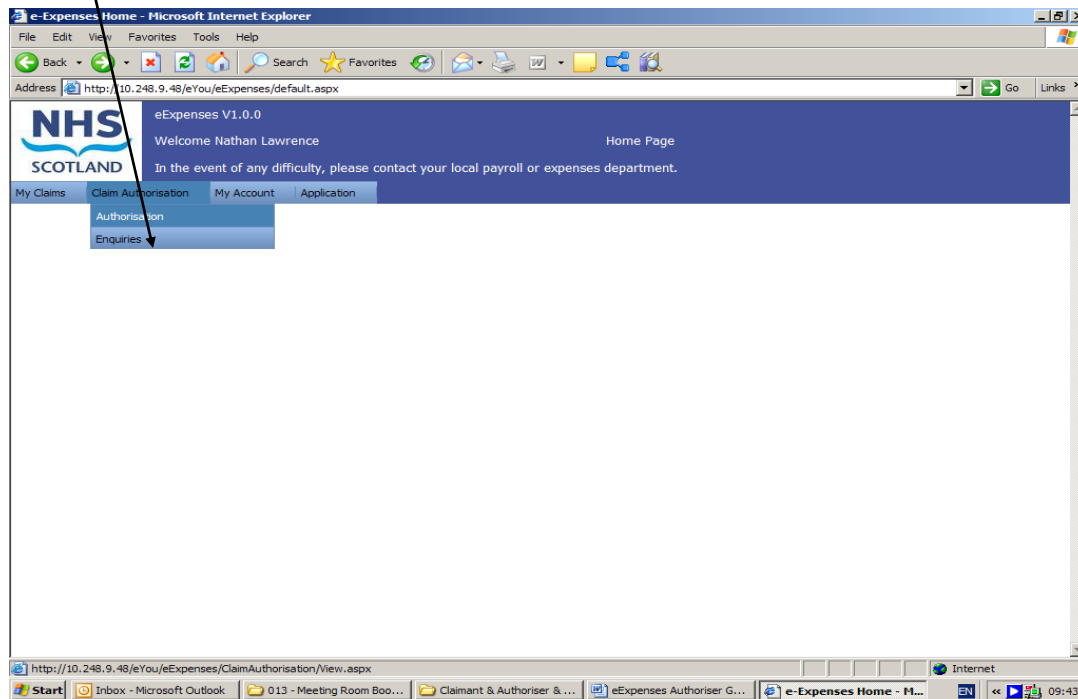 e-Expenses Home - Microsoft Internet Explorer
File Edit View Favorites Tools Help
Back Search Favorites
Address http://10.248.9.48/eYou/eExpenses/default.aspx Go Links
NHS
SCOTLAND
eExpenses V1.0.0
Welcome Nathan Lawrence Home Page
In the event of any difficulty, please contact your local payroll or expenses department.
My Claims Claim Authorisation My Account Application
Authorisation
Enquiries
http://10.248.9.48/eYou/eExpenses/ClaimAuthorisation/View.aspx Internet
Start Inbox - Microsoft Outlook 013 - Meeting Room Boo... Claimant & Authoriser & ... eExpenses Authoriser G... e-Expenses Home - M... EN 09:43